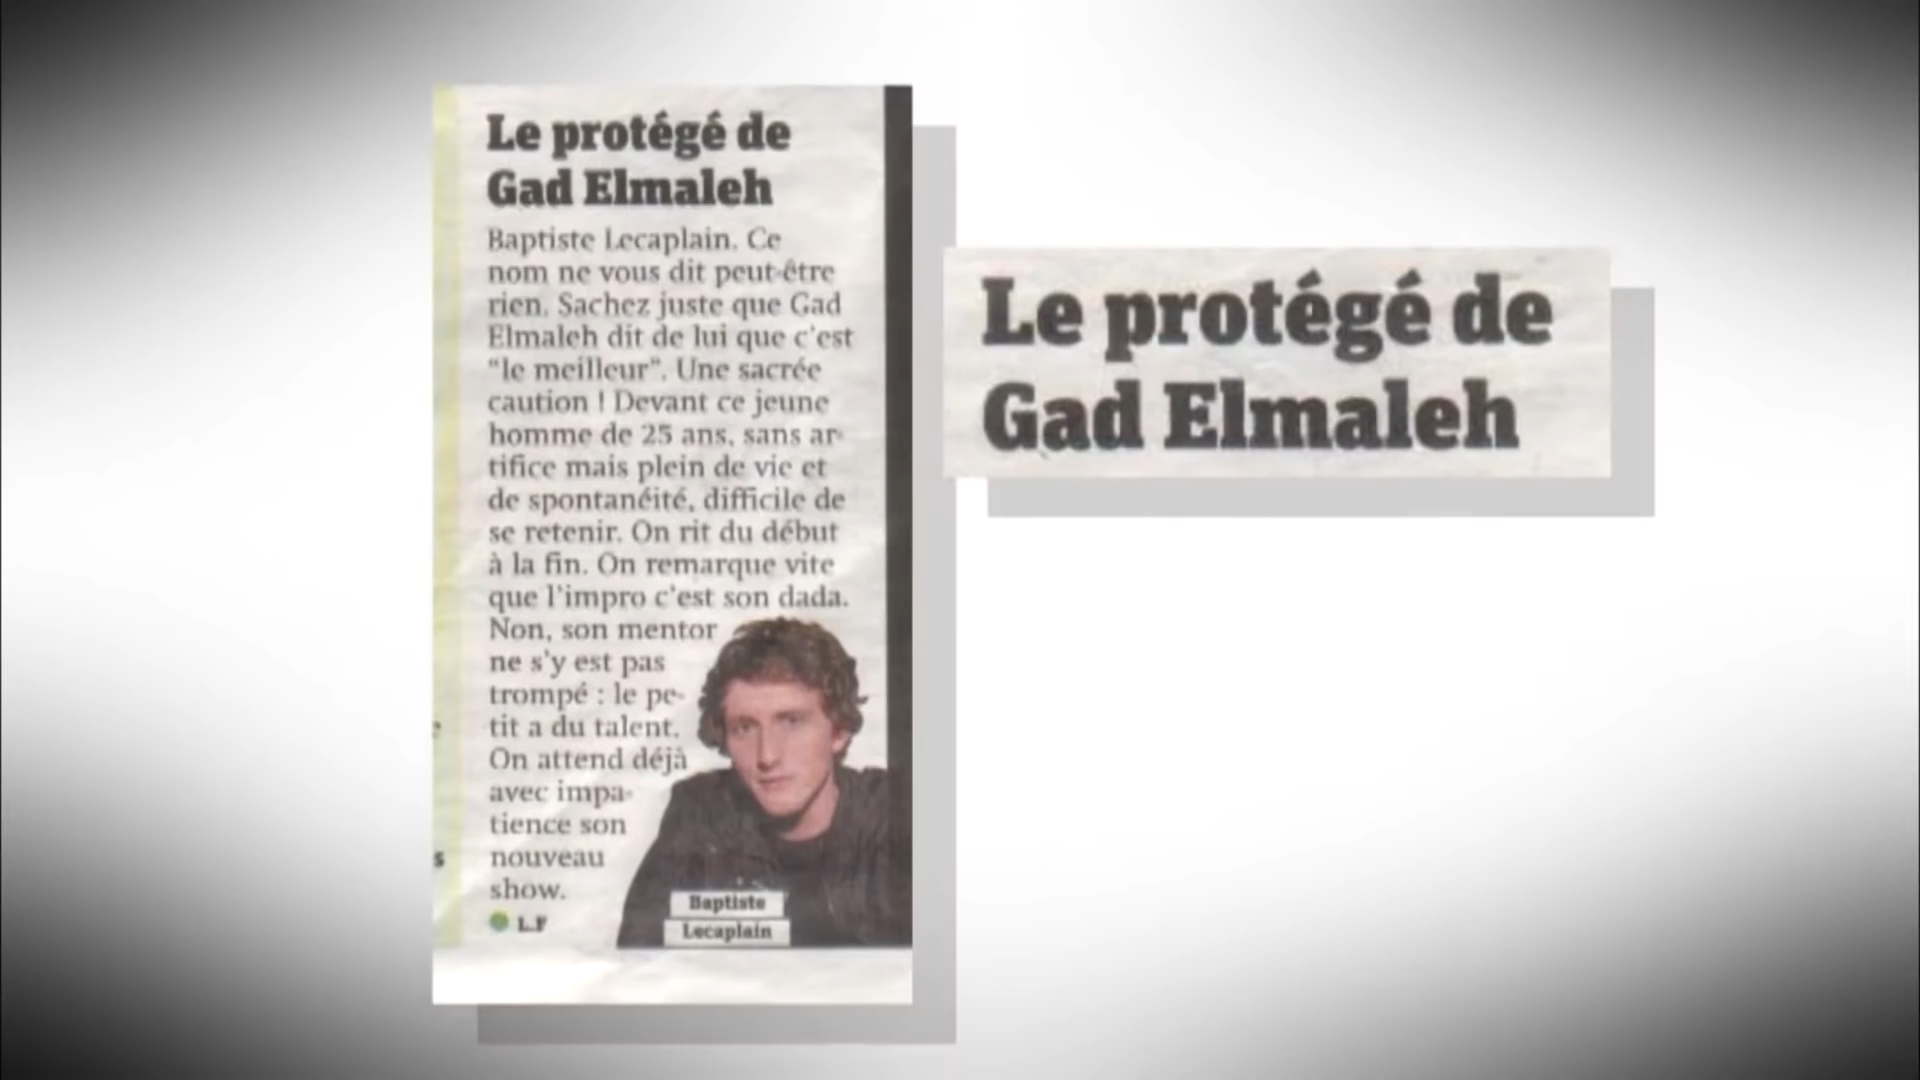 Le protégé de
Gad Elmaleh
Baptiste Lecaplain. Ce
nom ne vous dit peut-être
rien. Sachez juste que Gad
Elmaleh dit de lui que c'est
"le meilleur". Une sacrée
caution ! Devant ce jeune
homme de 25 ans, sans ar-
tifice mais plein de vie et
de spontanéité, difficile de
se retenir. On rit du début
à la fin. On remarque vite
que l'impro c'est son dada.
Non, son mentor
ne s'y est pas
trompé : le pe-
tit a du talent.
On attend déjà
avec impa-
tience son
nouveau
show.
L.F
Baptiste
Lecaplain
Le protégé de
Gad Elmaleh